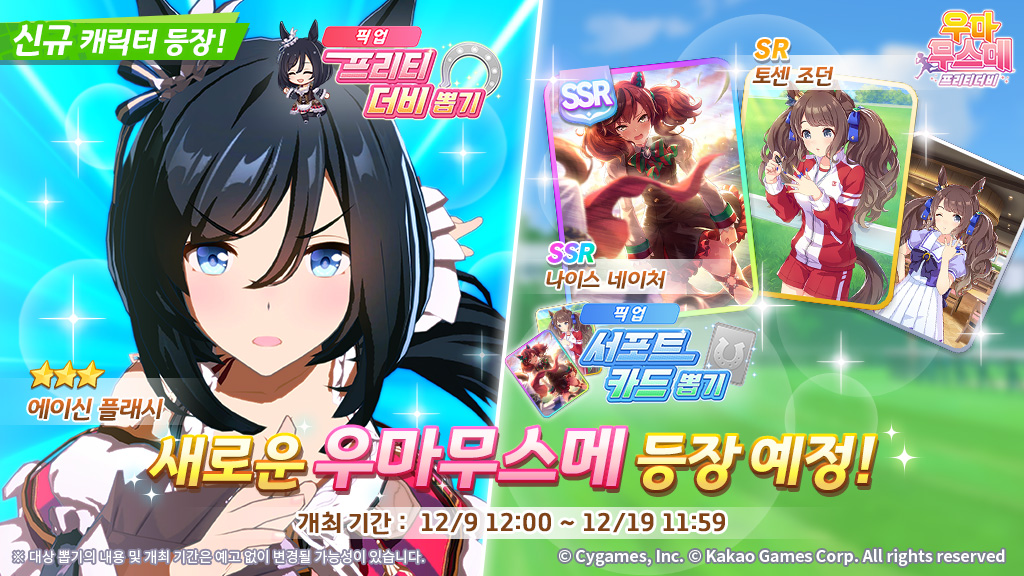 신규 캐릭터 등장!
픽업
프리티
더비 뽑기
SSR
SR
토센 조던
우마
무스메
프리티더비
SSR
나이스 네이처
픽업
서포트
카드 뽑기
에이신 플래시
새로운 우마무스메 등장 예정!
개최 기간 : 12/9 12:00 ~ 12/19 11:59
※ 대상 뽑기의 내용 및 개최 기간은 예고 없이 변경될 가능성이 있습니다.
© Cygames, Inc. © Kakao Games Corp. All rights reserved